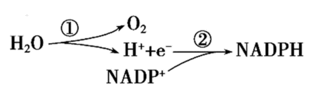 ① O₂
H₂O
H⁺+e⁻ ② NADPH
NADP⁺